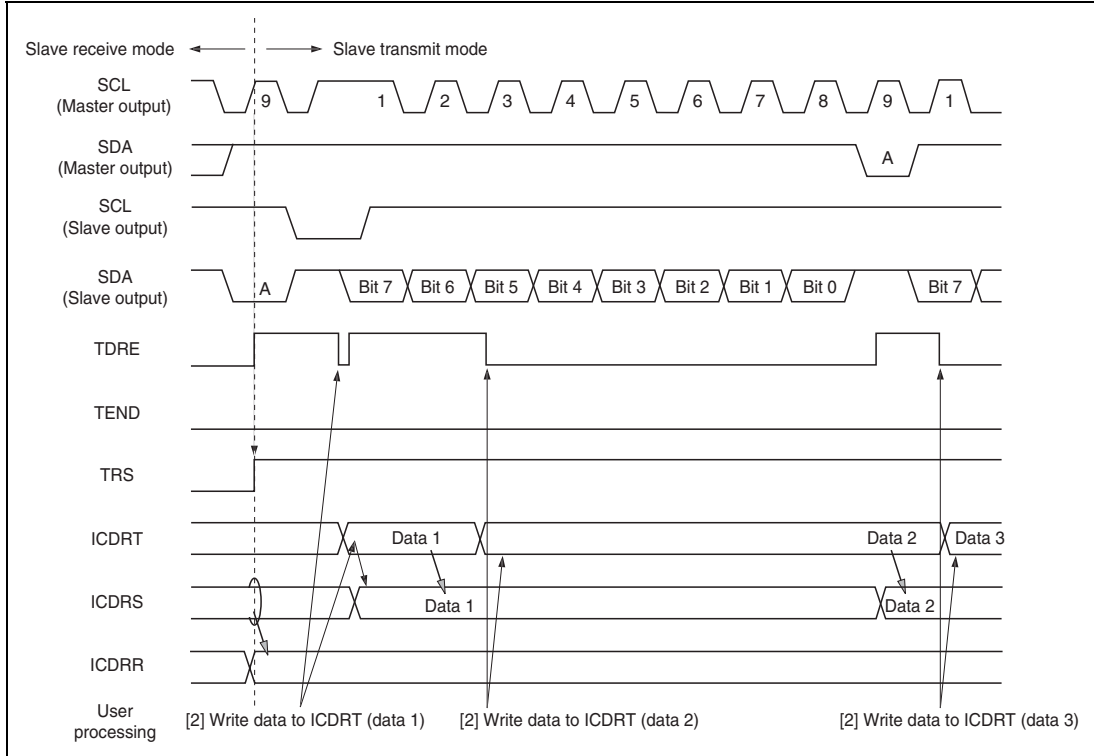 Slave receive mode
Slave transmit mode
SCL
(Master output)
9 1 2 3 4 5 6 7 8 9 1
SDA
(Master output)
A
SCL
(Slave output)
SDA
(Slave output)
A Bit 7 Bit 6 Bit 5 Bit 4 Bit 3 Bit 2 Bit 1 Bit 0 Bit 7
TDRE
TEND
TRS
ICDRT
Data 1 Data 2 Data 3
ICDRS
Data 1 Data 2
ICDRR
User
processing
[2] Write data to ICDRT (data 1)
[2] Write data to ICDRT (data 2)
[2] Write data to ICDRT (data 3)